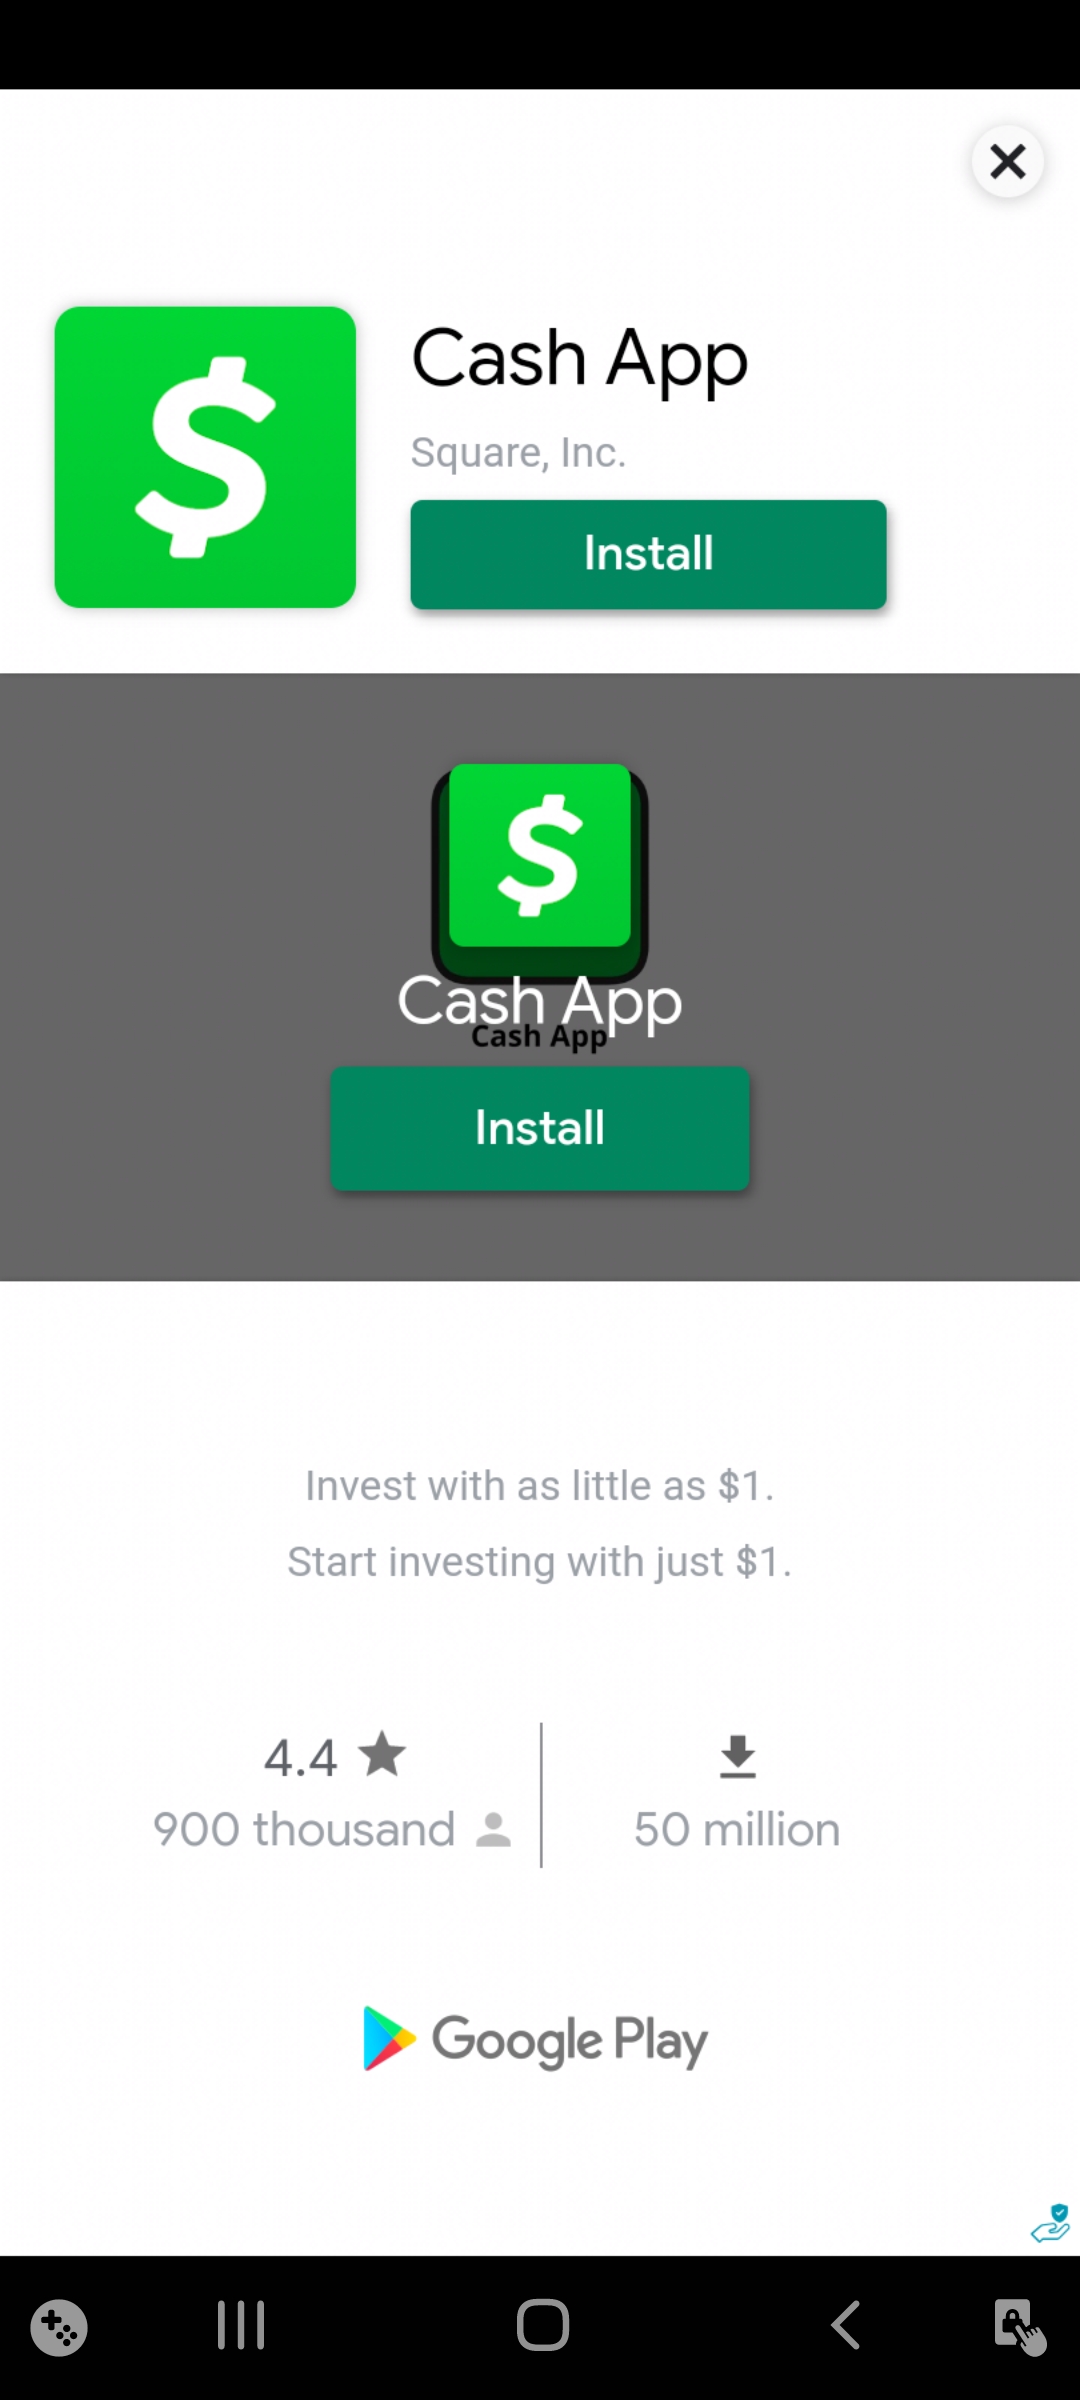 Cash App
Square, Inc.
Install
Cash App
Cash App
Install
Invest with as little as $1.
Start investing with just $1.
4.4
900 thousand
50 million
Google Play